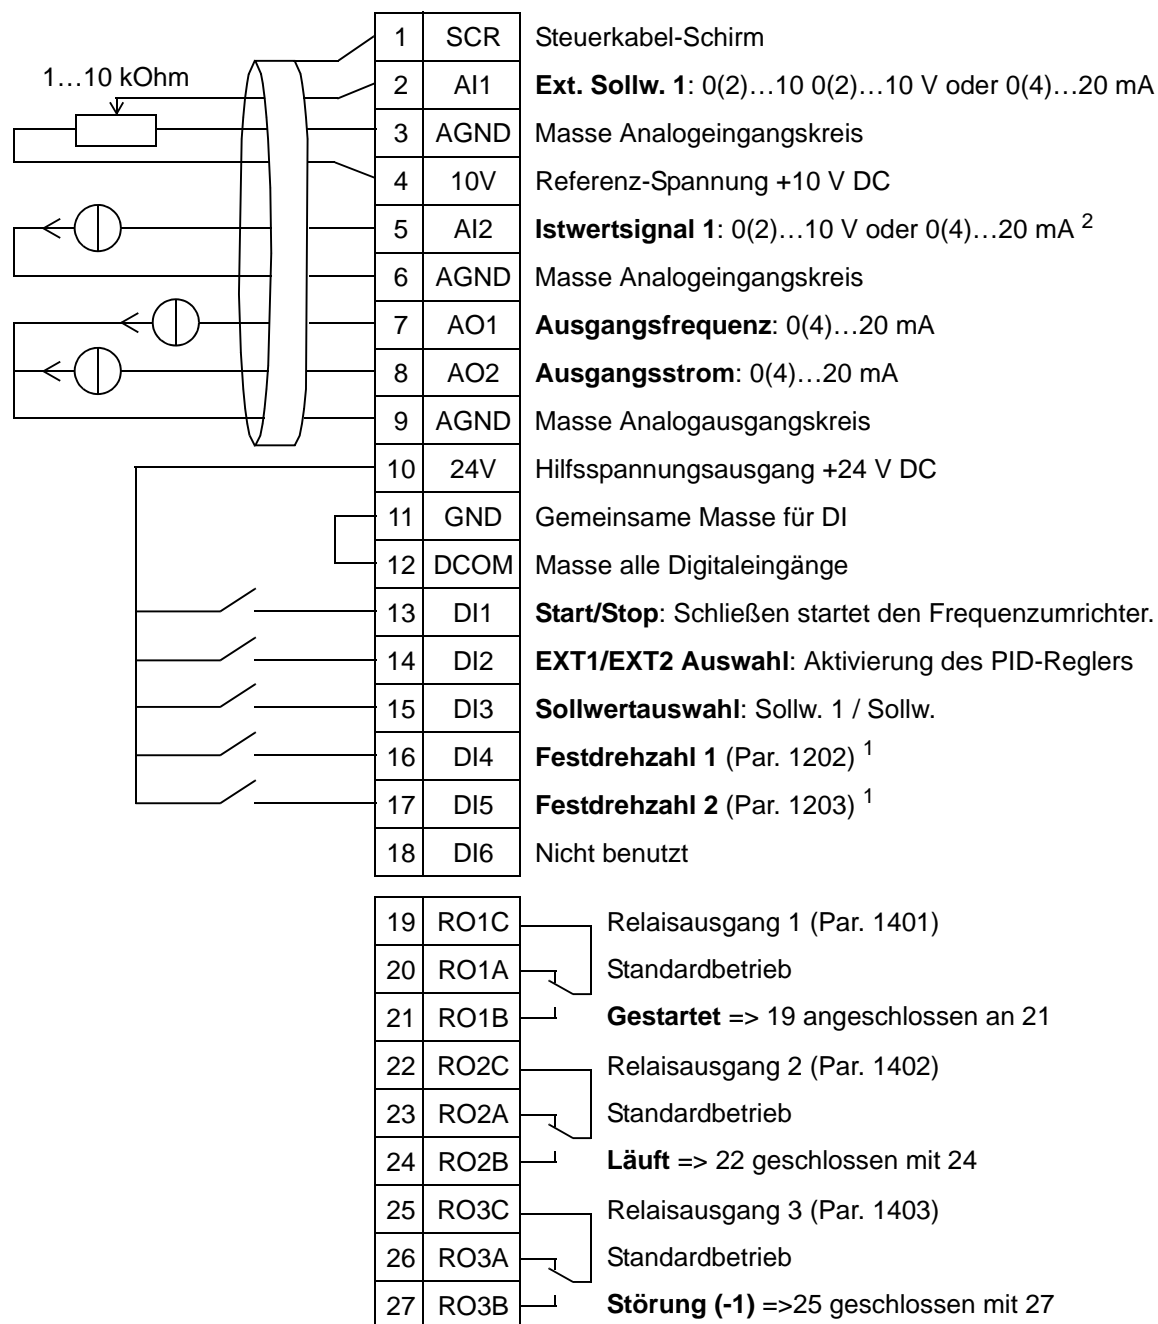 1…10 kOhm
1 SCR Steuerkabel-Schirm
2 AI1 Ext. Sollw. 1: 0(2)…10 0(2)…10 V oder 0(4)…20 mA
3 AGND Masse Analogeingangskreis
4 10V Referenz-Spannung +10 V DC
5 AI2 Istwertsignal 1: 0(2)…10 V oder 0(4)…20 mA 2
6 AGND Masse Analogeingangskreis
7 AO1 Ausgangsfrequenz: 0(4)…20 mA
8 AO2 Ausgangsstrom: 0(4)…20 mA
9 AGND Masse Analogausgangskreis
10 24V Hilfsspannungsausgang +24 V DC
11 GND Gemeinsame Masse für DI
12 DCOM Masse alle Digitaleingänge
13 DI1 Start/Stop: Schließen startet den Frequenzumrichter.
14 DI2 EXT1/EXT2 Auswahl: Aktivierung des PID-Reglers
15 DI3 Sollwertauswahl: Sollw. 1 / Sollw.
16 DI4 Festdrehzahl 1 (Par. 1202) 1
17 DI5 Festdrehzahl 2 (Par. 1203) 1
18 DI6 Nicht benutzt
19 RO1C Relaisausgang 1 (Par. 1401)
20 RO1A Standardbetrieb
21 RO1B Gestartet => 19 angeschlossen an 21
22 RO2C Relaisausgang 2 (Par. 1402)
23 RO2A Standardbetrieb
24 RO2B Läuft => 22 geschlossen mit 24
25 RO3C Relaisausgang 3 (Par. 1403)
26 RO3A Standardbetrieb
27 RO3B Störung (-1) =>25 geschlossen mit 27